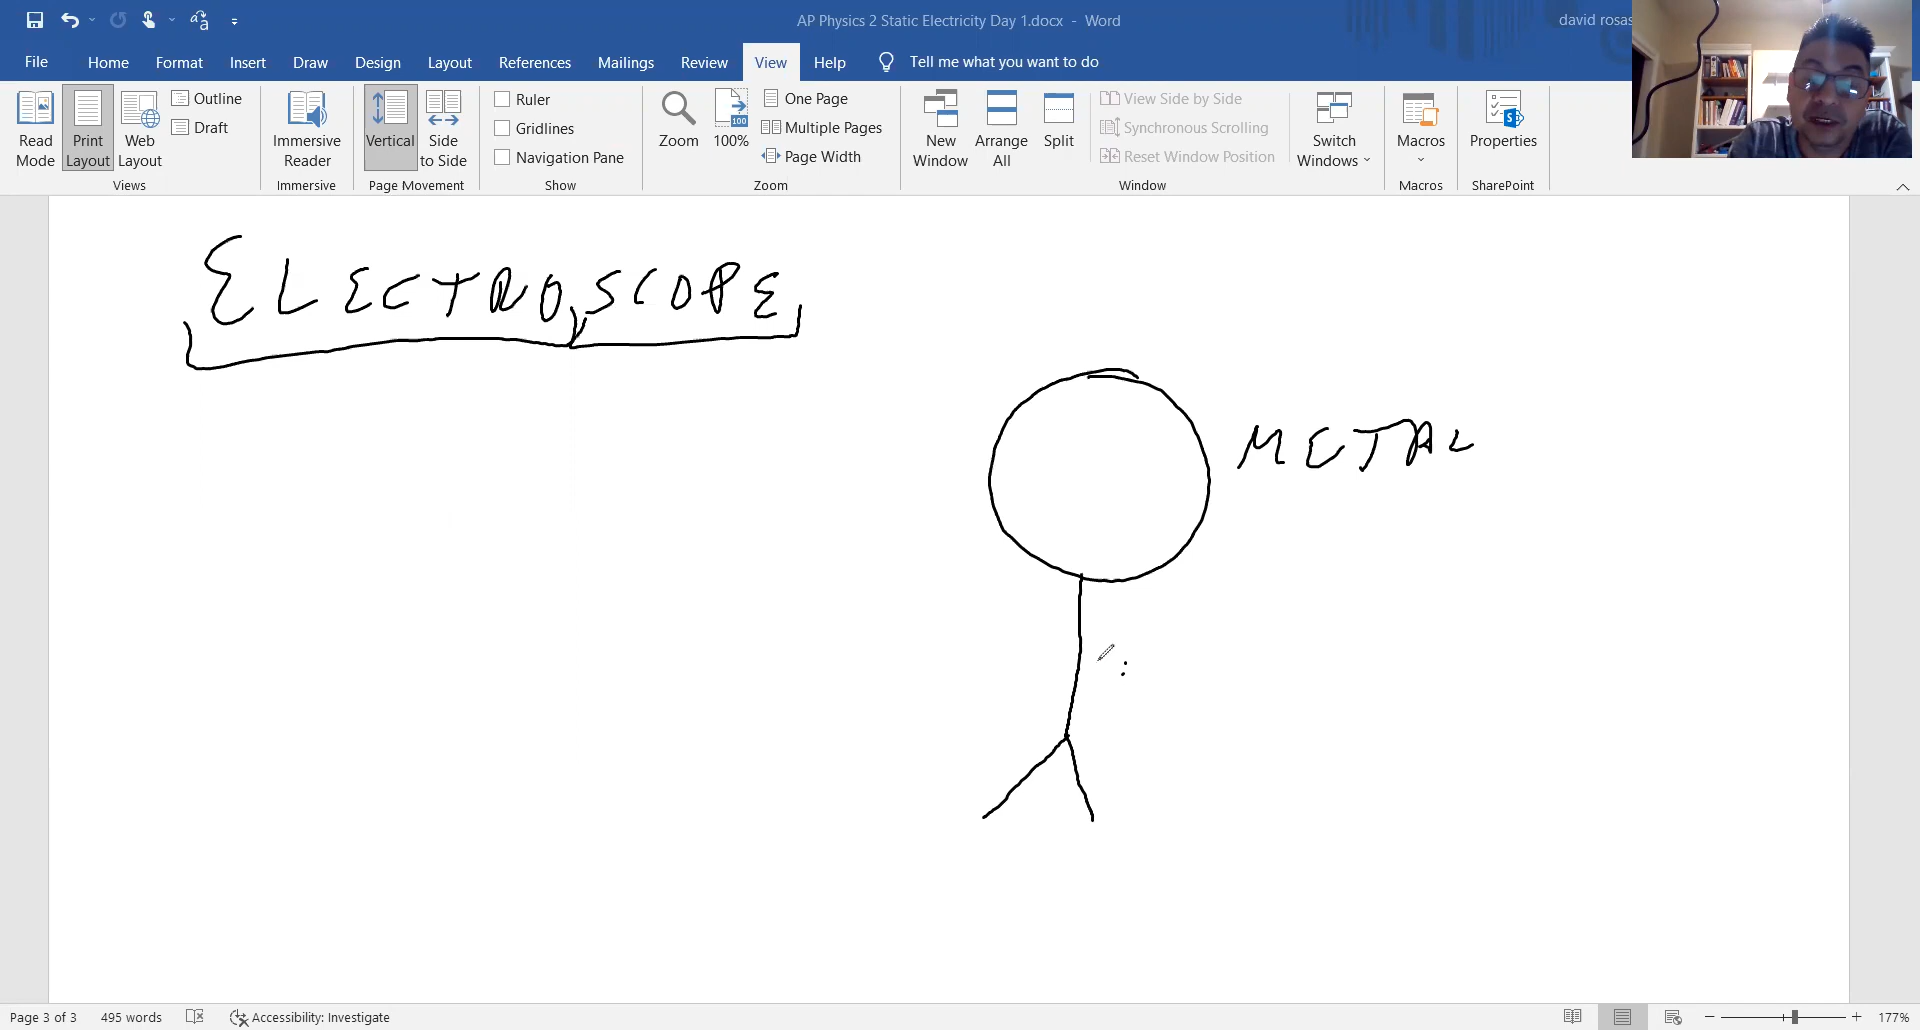 AP Physics 2 Static Electricity Day 1.docx - Word
david rosas
File Home Format Insert Draw Design Layout References Mailings Review View Help Tell me what you want to do
Read Mode
Print Layout
Web Layout
Outline
Draft
Views
Immersive Reader
Immersive
Vertical
Side to Side
Page Movement
Ruler
Gridlines
Navigation Pane
Show
Zoom
100
100%
One Page
Multiple Pages
Page Width
Zoom
New Window
Arrange All
Split
View Side by Side
Synchronous Scrolling
Reset Window Position
Window
Switch Windows
Macros
Macros
S
Properties
SharePoint
ELECTROSCOPE
METAL
Page 3 of 3 495 words Accessibility: Investigate 177%